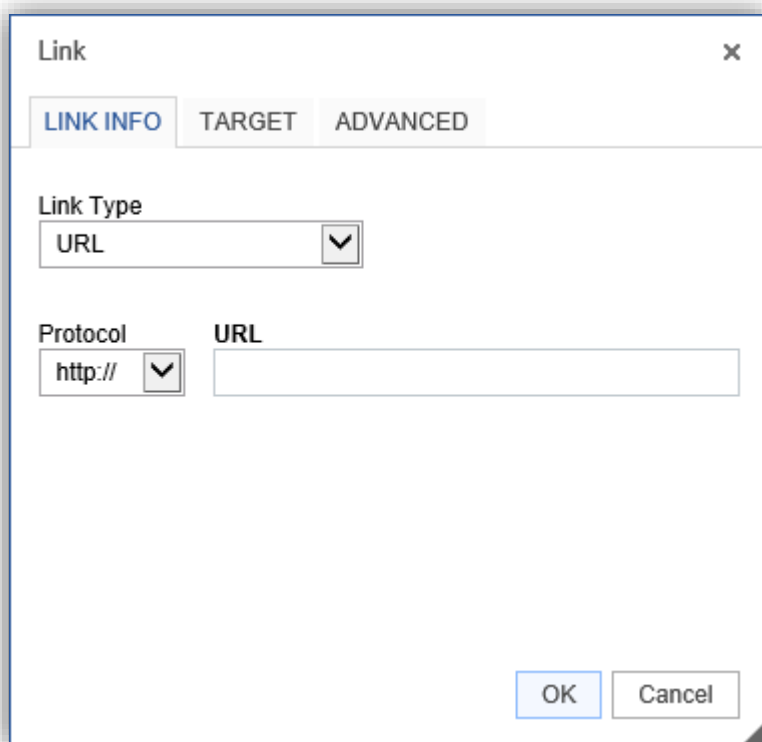 Link
LINK INFO TARGET ADVANCED
Link Type
URL
Protocol URL
http://
OK Cancel